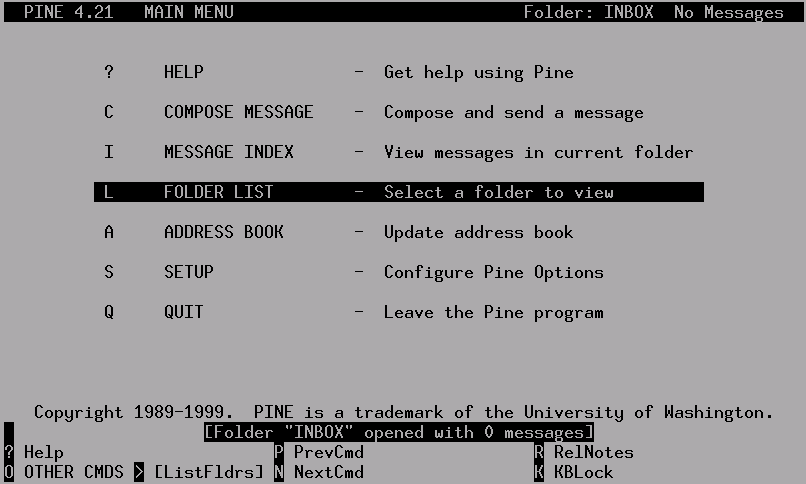 PINE 4.21   MAIN MENU                             Folder: INBOX  No Messages
?     HELP               -  Get help using Pine
C     COMPOSE MESSAGE    -  Compose and send a message
I     MESSAGE INDEX      -  View messages in current folder
L     FOLDER LIST        -  Select a folder to view
A     ADDRESS BOOK       -  Update address book
S     SETUP              -  Configure Pine Options
Q     QUIT               -  Leave the Pine program
Copyright 1989-1999.  PINE is a trademark of the University of Washington.
[Folder "INBOX" opened with 0 messages]
? Help                     P PrevCmd                 R RelNotes
O OTHER CMDS > [ListFldrs] N NextCmd                 K KBLock